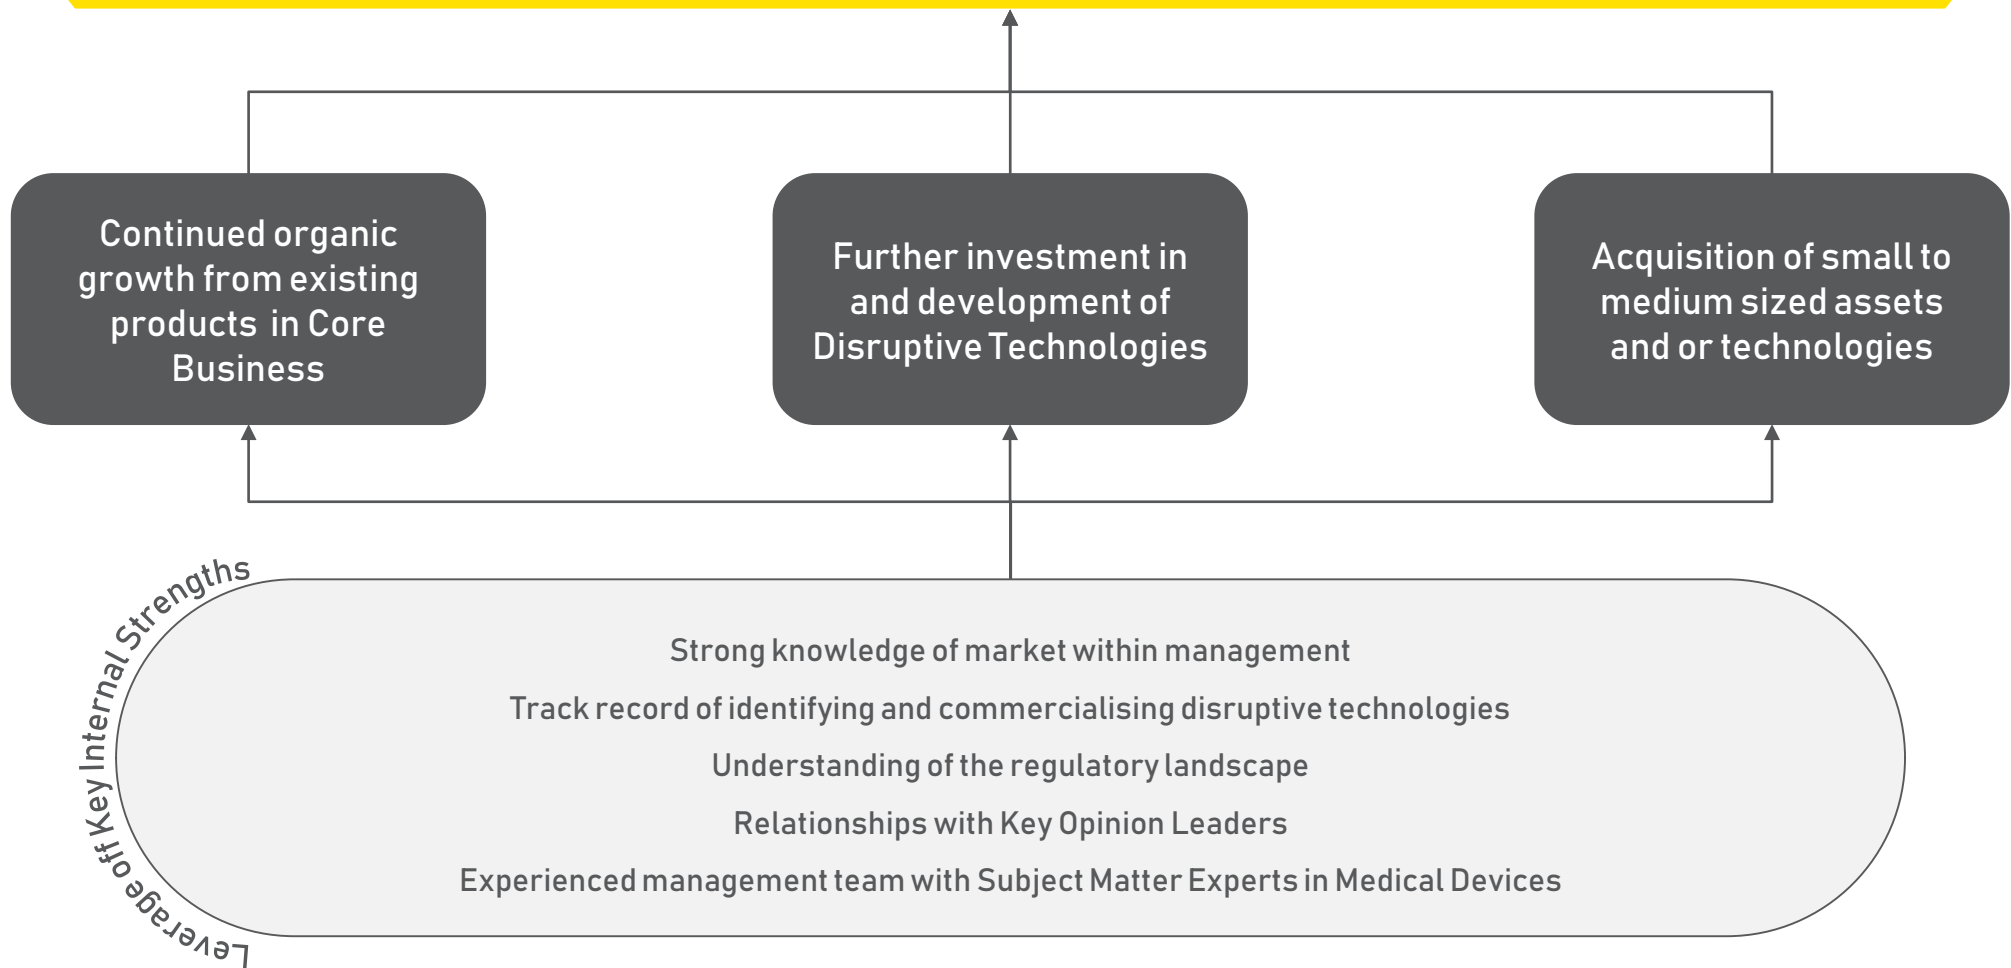 Continued organic
growth from existing
products in Core
Business
Further investment in
and development of
Disruptive Technologies
Acquisition of small to
medium sized assets
and or technologies
Leverage off Key Internal Strengths
Strong knowledge of market within management
Track record of identifying and commercialising disruptive technologies
Understanding of the regulatory landscape
Relationships with Key Opinion Leaders
Experienced management team with Subject Matter Experts in Medical Devices